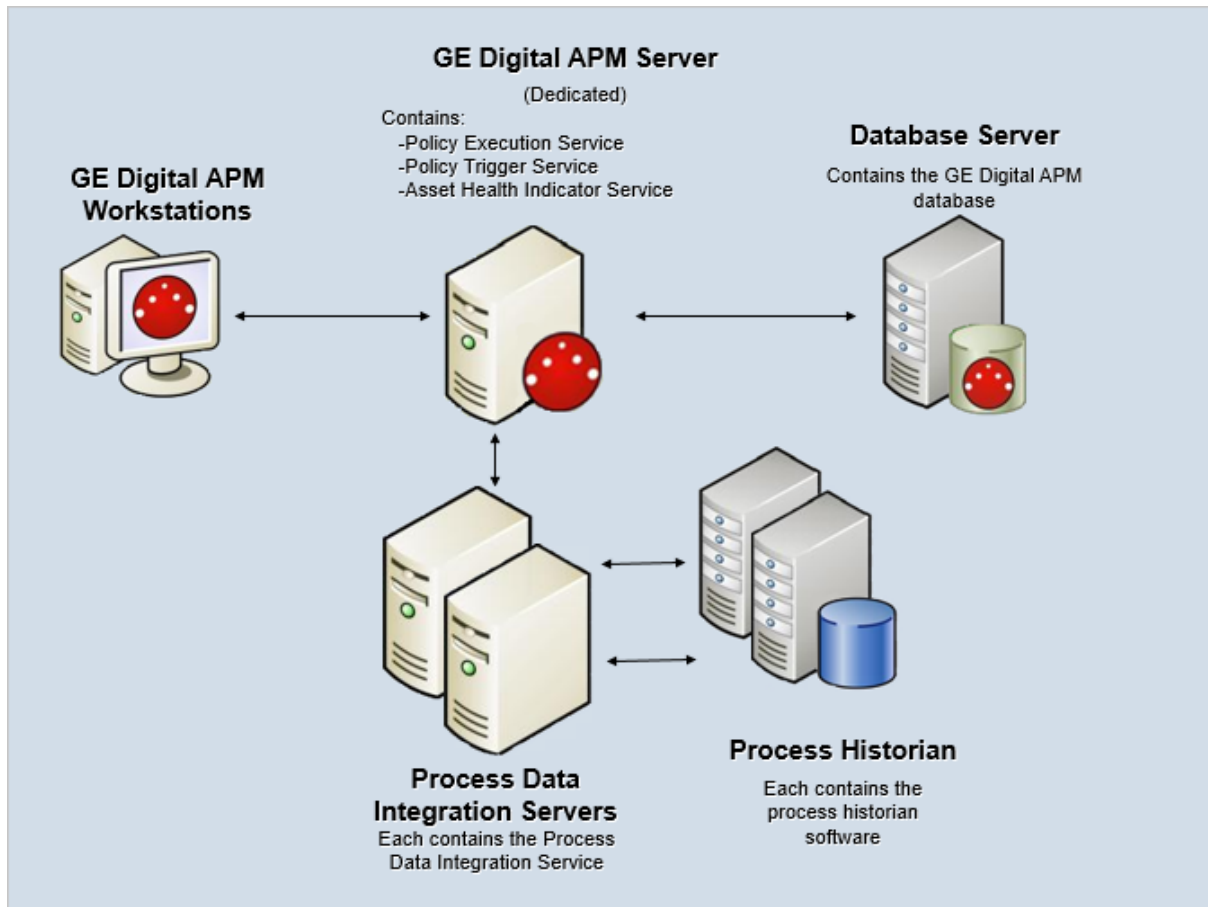 GE Digital APM Server
(Dedicated)
Contains:
-Policy Execution Service
-Policy Trigger Service
-Asset Health Indicator Service
Database Server
Contains the GE Digital APM
database
GE Digital APM
Workstations
Process Data
Integration Servers
Each contains the Process
Data Integration Service
Process Historian
Each contains the
process historian
software